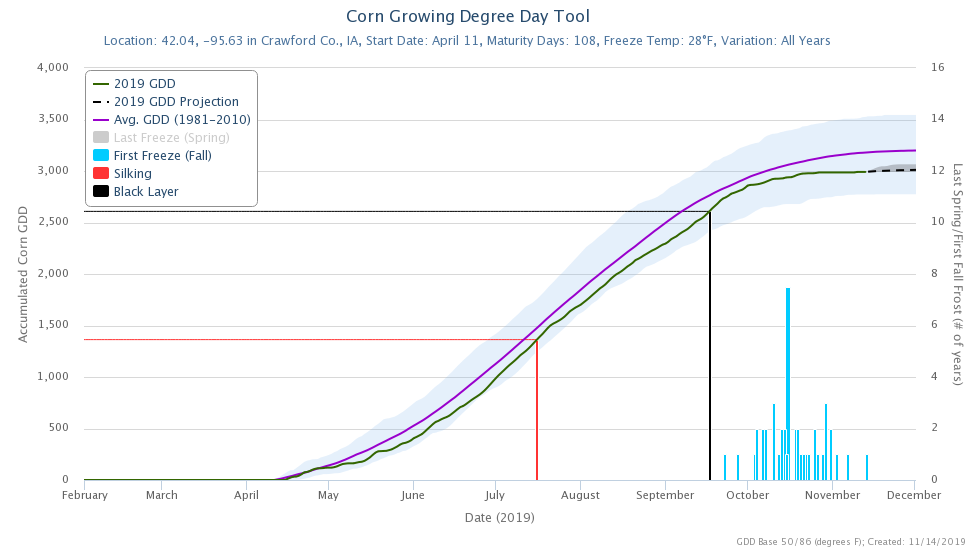 Corn Growing Degree Day Tool
Location: 42.04, -95.63 in Crawford Co., IA, Start Date: April 11, Maturity Days: 108, Freeze Temp: 28°F, Variation: All Years
4,000
3,500
3,000
2,500
2,000
1,500
1,000
500
0
Accumulated Corn GDD
2019 GDD
2019 GDD Projection
Avg. GDD (1981-2010)
Last Freeze (Spring)
First Freeze (Fall)
Silking
Black Layer
16
14
12
10
8
6
4
2
0
Last Spring/First Fall Frost (# of years)
February March April May June July August September October November December
Date (2019)
GDD Base 50/86 (degrees F); Created: 11/14/2019